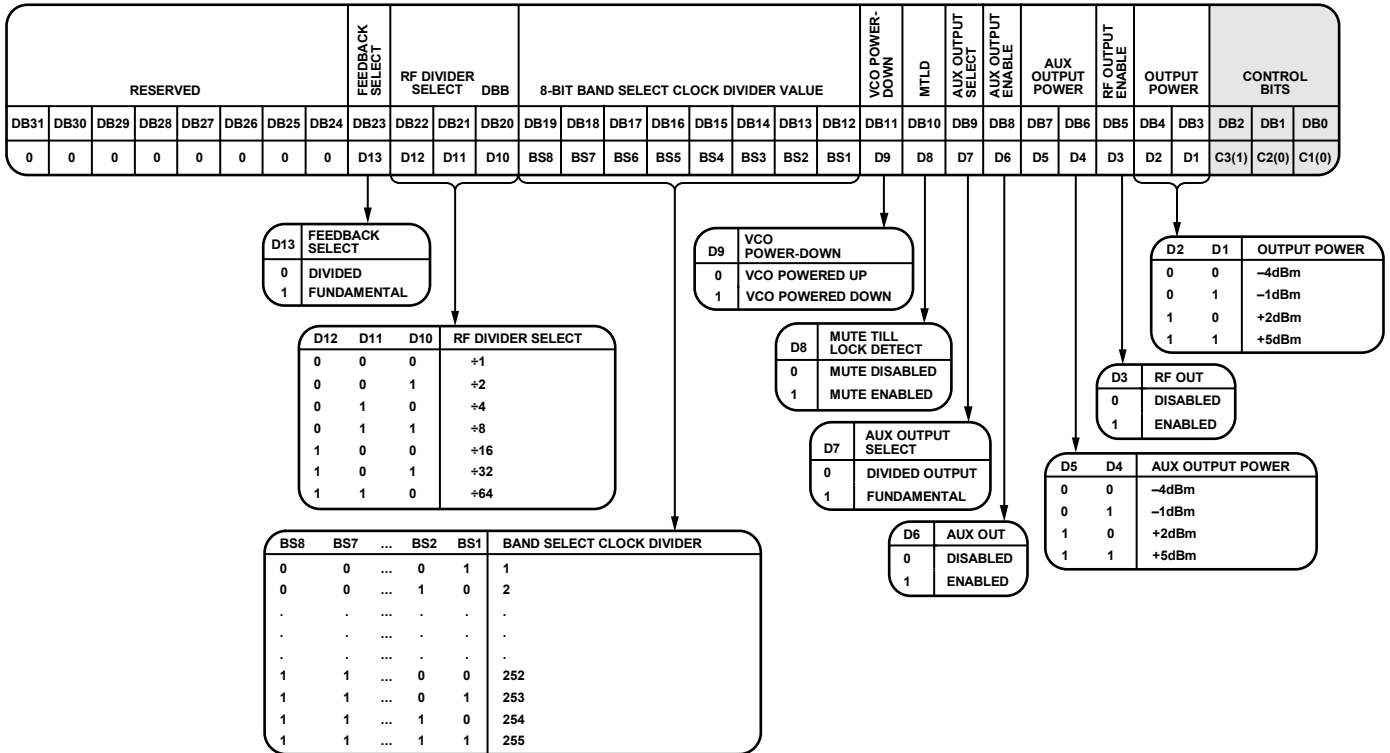 RESERVED
FEEDBACK SELECT
RF DIVIDER SELECT DBB
8-BIT BAND SELECT CLOCK DIVIDER VALUE
VCO POWER-DOWN
MTLD
AUX OUTPUT SELECT
AUX OUTPUT ENABLE
AUX OUTPUT POWER
RF OUTPUT ENABLE
OUTPUT POWER
CONTROL BITS
DB31 DB30 DB29 DB28 DB27 DB26 DB25 DB24 DB23 DB22 DB21 DB20 DB19 DB18 DB17 DB16 DB15 DB14 DB13 DB12 DB11 DB10 DB9 DB8 DB7 DB6 DB5 DB4 DB3 DB2 DB1 DB0
0 0 0 0 0 0 0 0 D13 D12 D11 D10 BS8 BS7 BS6 BS5 BS4 BS3 BS2 BS1 D9 D8 D7 D6 D5 D4 D3 D2 D1 C3(1) C2(0) C1(0)
D13 FEEDBACK SELECT
0 DIVIDED
1 FUNDAMENTAL
D12 D11 D10 RF DIVIDER SELECT
0 0 0 ÷1
0 0 1 ÷2
0 1 0 ÷4
0 1 1 ÷8
1 0 0 ÷16
1 0 1 ÷32
1 1 0 ÷64
BS8 BS7 ... BS2 BS1 BAND SELECT CLOCK DIVIDER
0 0 ... 0 1 1
0 0 ... 1 0 2
. . ... . . .
. . ... . . .
. . ... . . .
1 1 ... 0 0 252
1 1 ... 0 1 253
1 1 ... 1 0 254
1 1 ... 1 1 255
D9 VCO POWER-DOWN
0 VCO POWERED UP
1 VCO POWERED DOWN
D8 MUTE TILL LOCK DETECT
0 MUTE DISABLED
1 MUTE ENABLED
D7 AUX OUTPUT SELECT
0 DIVIDED OUTPUT
1 FUNDAMENTAL
D6 AUX OUT
0 DISABLED
1 ENABLED
D2 D1 OUTPUT POWER
0 0 –4dBm
0 1 –1dBm
1 0 +2dBm
1 1 +5dBm
D3 RF OUT
0 DISABLED
1 ENABLED
D5 D4 AUX OUTPUT POWER
0 0 –4dBm
0 1 –1dBm
1 0 +2dBm
1 1 +5dBm